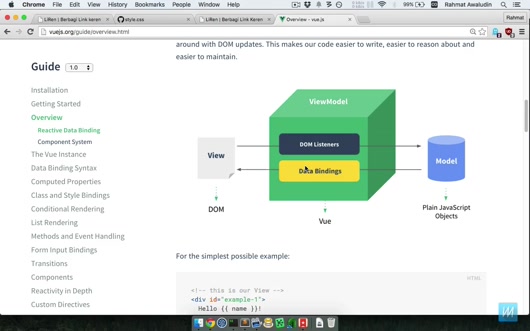 Chrome File Edit View History Bookmarks People Window Help
99% Rahmat Awaludin
Liflen | Berbagi Link keren
style.css
Liflen | Berbagi Link Keren
Overview - vue.js
Rahmat
vuejs.org/guide/overview.html
around with DOM updates. This makes our code easier to write, easier to reason about and
easier to maintain.
Guide 1.0
Installation
Getting Started
Overview
Reactive Data Binding
Component System
The Vue Instance
Data Binding Syntax
Computed Properties
Class and Style Bindings
Conditional Rendering
List Rendering
Methods and Event Handling
Form Input Bindings
Transitions
Components
Reactivity in Depth
Custom Directives
ViewModel
DOM Listeners
View
Data Bindings
Model
DOM
Vue
Plain JavaScript
Objects
For the simplest possible example:
HTML
<!-- this is our View -->
<div id="example-1">
Hello {{ name }}!